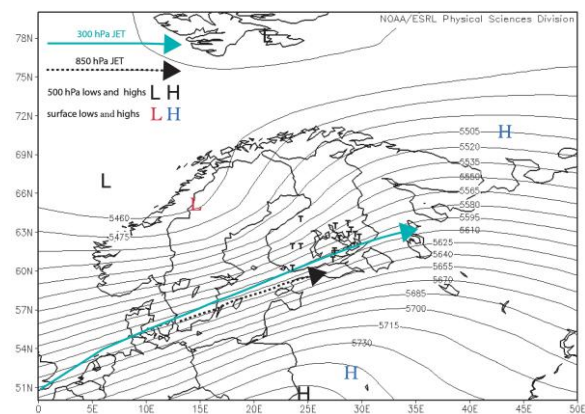 NOAA/ESRL Physical Sciences Division
78N
75N
72N
69N
66N
63N
60N
57N
54N
51N
300 hPa JET
850 hPa JET
500 hPa lows and highs L H
surface lows and highs L H
L
H
L
L
5505
5520
5535
5550
5565
5580
5595
5610
5625
5640
5655
5670
5685
5700
5715
5730
5460
5475
T
T T
T
T
H
H
0
5E
10E
15E
20E
25E
30E
35E
40E
45E
50E